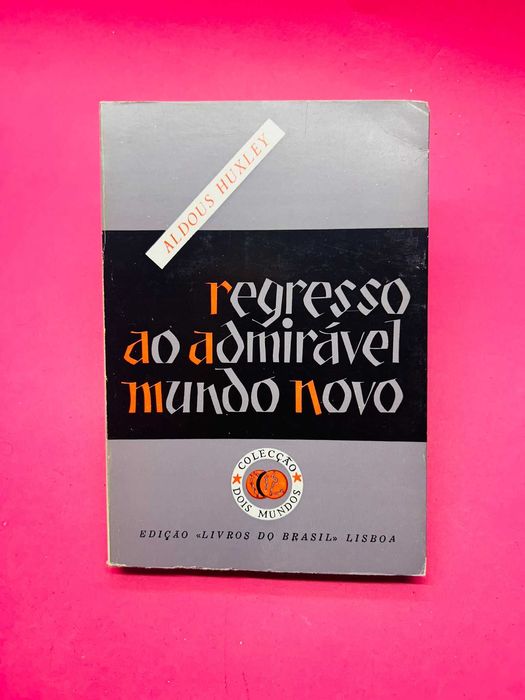 ALDOUS HUXLEY
regresso
ao admirável
mundo novo
COLECÇÃO
DOIS MUNDOS
EDIÇÃO «LIVROS DO BRASIL» LISBOA